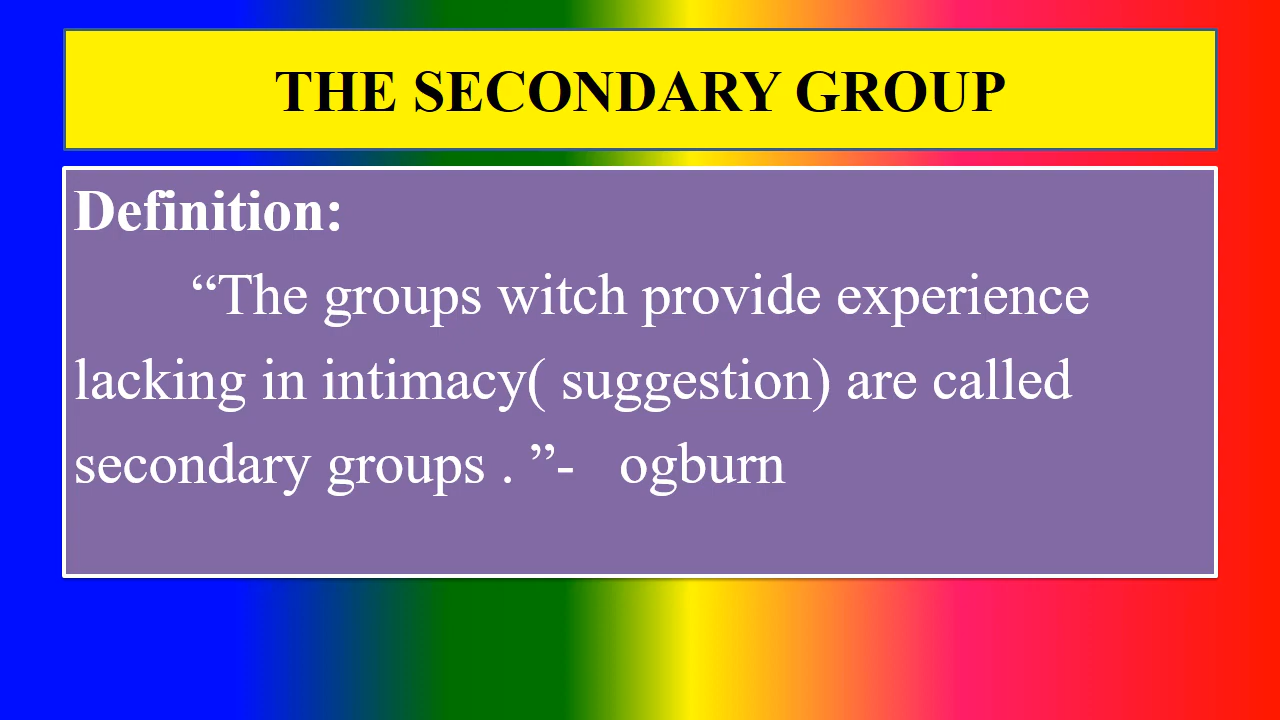 THE SECONDARY GROUP
Definition:
“The groups witch provide experience
lacking in intimacy( suggestion) are called
secondary groups . ”-   ogburn